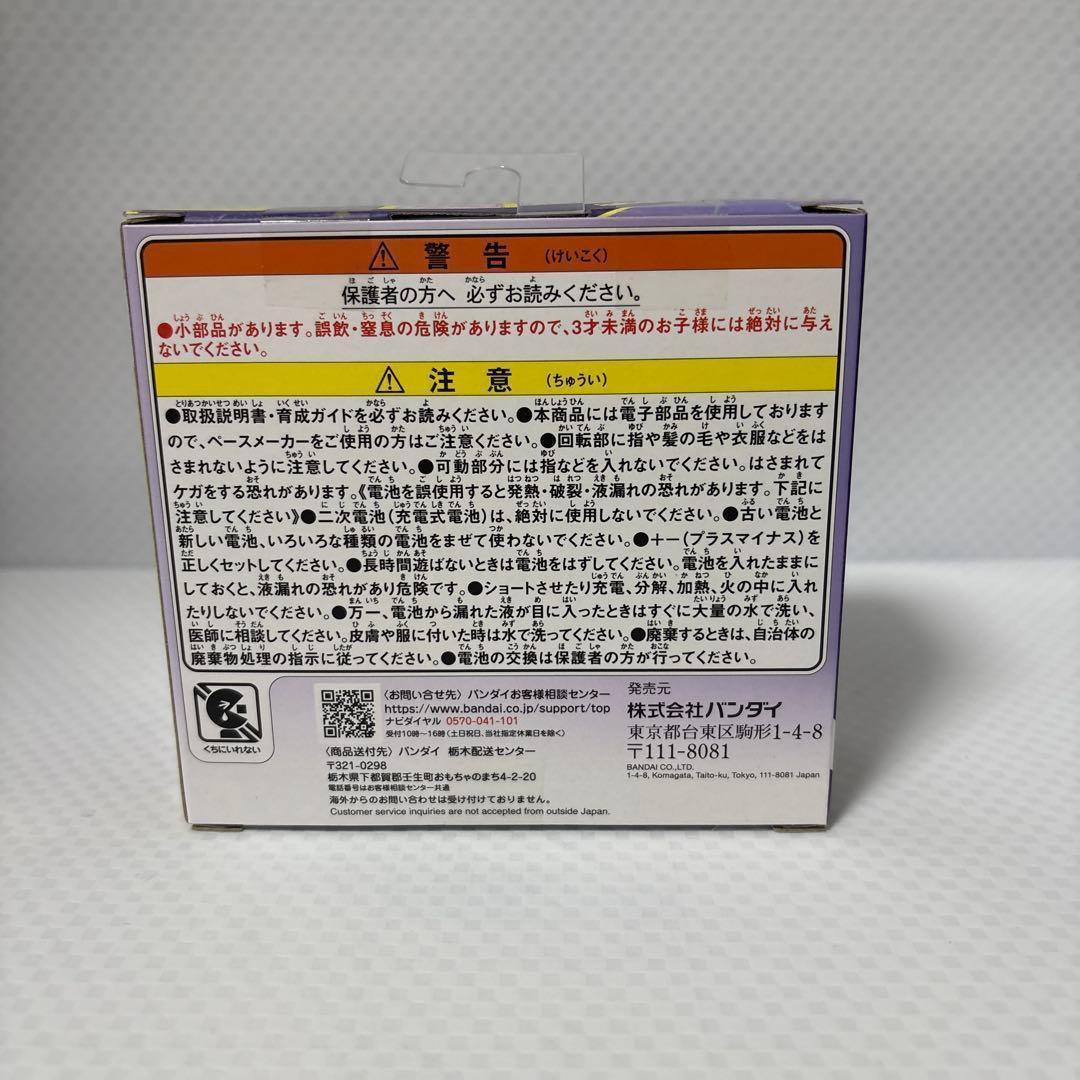 ⚠ 警告 (けいこく)
保護者の方へ 必ずお読みください。
●小部品があります。誤飲・窒息の危険がありますので、3才未満のお子様には絶対に与え
ないでください。
⚠ 注意 (ちゅうい)
●取扱説明書・育成ガイドを必ずお読みください。●本商品には電子部品を使用しております
ので、ペースメーカーをご使用の方はご注意ください。●回転部に指や髪の毛や衣服などをは
さまれないように注意してください。●可動部分には指などを入れないでください。はさまれて
ケガをする恐れがあります。《電池を誤使用すると発熱・破裂・液漏れの恐れがあります。下記に
注意してください》●二次電池(充電式電池)は、絶対に使用しないでください。●古い電池と
新しい電池、いろいろな種類の電池をまぜて使わないでください。●+-(プラスマイナス)を
正しくセットしてください。●長時間遊ばないときは電池をはずしてください。電池を入れたままに
しておくと、液漏れの恐れがあり危険です。●ショートさせたり充電、分解、加熱、火の中に入れ
たりしないでください。●万一、電池から漏れた液が目に入ったときはすぐに大量の水で洗い、
医師に相談してください。皮膚や服に付いた時は水で洗ってください。●廃棄するときは、自治体の
廃棄物処理の指示に従ってください。●電池の交換は保護者の方が行ってください。
くちにいれない
〈お問い合せ先〉バンダイお客様相談センター
https://www.bandai.co.jp/support/top
ナビダイヤル 0570-041-101
受付10時〜16時(土日祝日、当社指定休業日を除く)
〈商品送付先〉バンダイ 栃木配送センター
〒321-0298
栃木県下都賀郡壬生町おもちゃのまち4-2-20
電話番号はお客様相談センター共通
海外からのお問い合わせは受け付けておりません。
Customer service inquiries are not accepted from outside Japan.
発売元
株式会社バンダイ
東京都台東区駒形1-4-8
〒111-8081
BANDAI CO.,LTD.
1-4-8, Komagata, Taito-ku, Tokyo, 111-8081 Japan